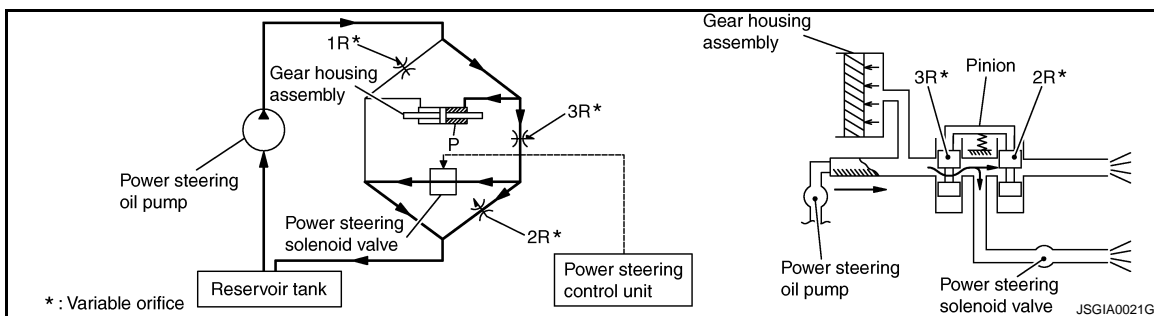 1R*
Gear housing
assembly
3R*
P
Power steering
oil pump
Power steering
solenoid valve
2R*
Reservoir tank
Power steering
control unit
* : Variable orifice
Gear housing
assembly
Pinion
3R*
2R*
Power steering
oil pump
Power steering
solenoid valve
JSGIA0021G